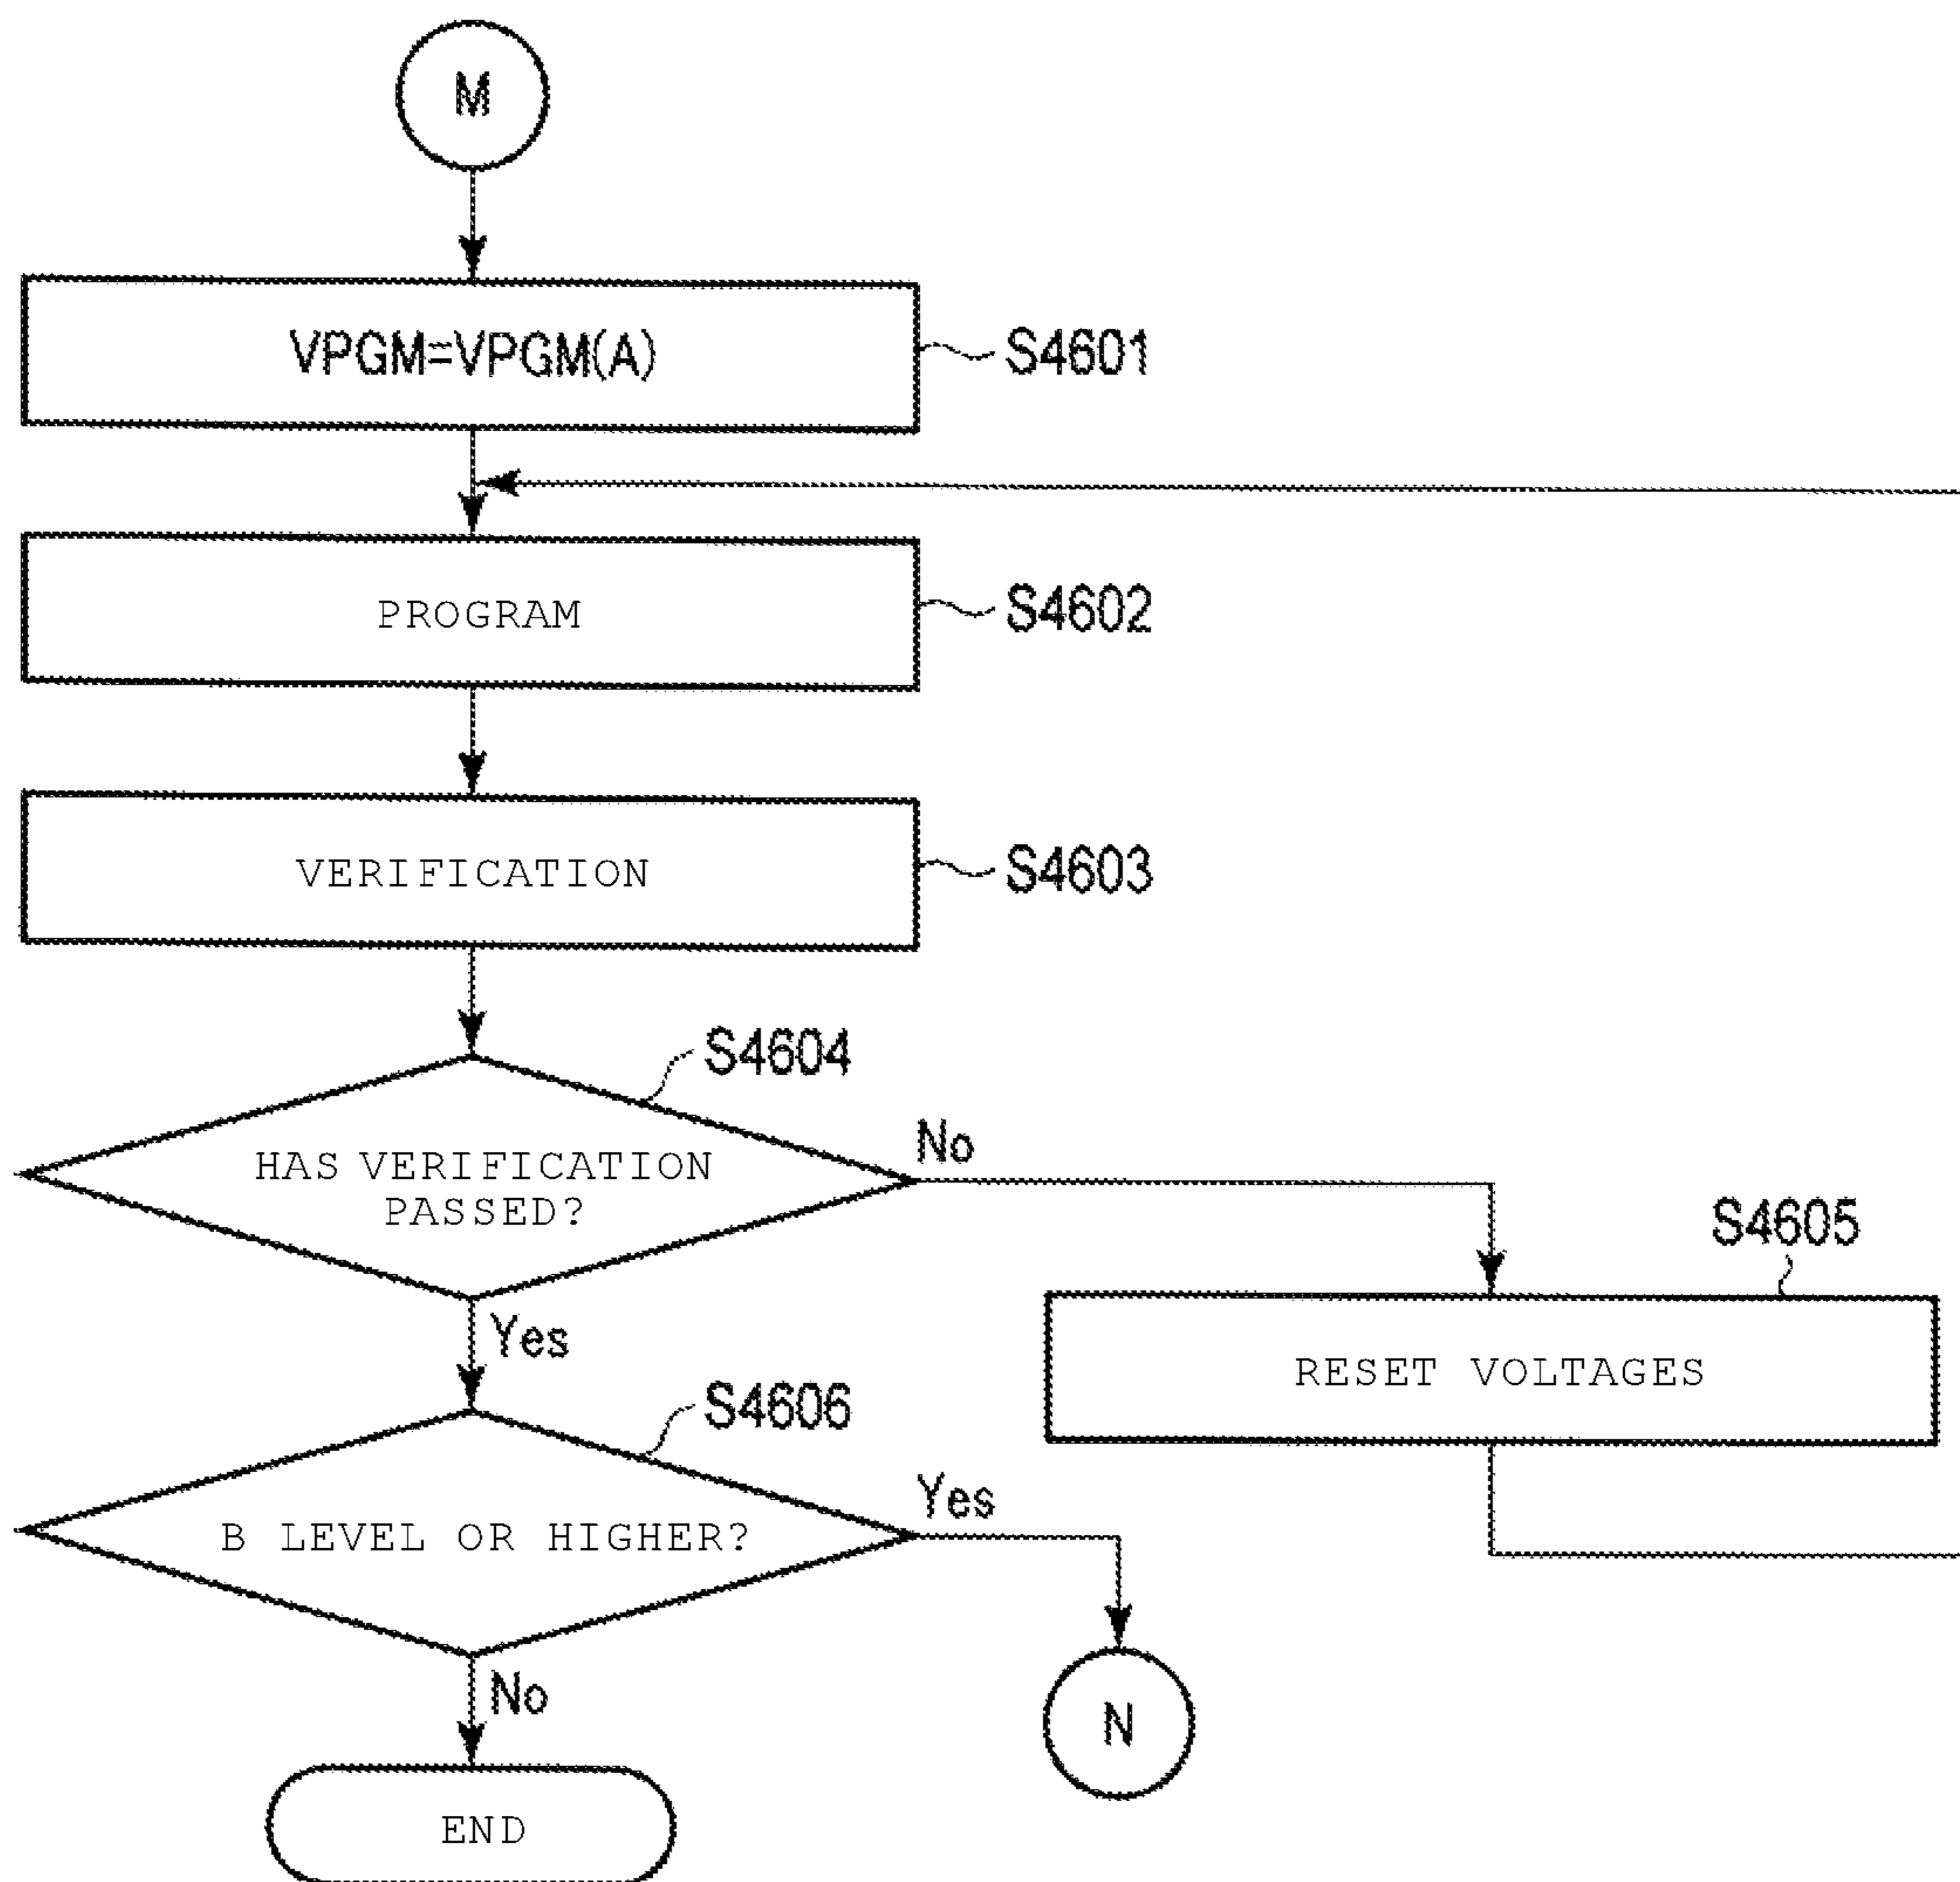 M
VPGM=VPGM(A)
S4601
PROGRAM
S4602
VERIFICATION
S4603
S4604
HAS VERIFICATION
PASSED?
No
S4605
RESET VOLTAGES
Yes
S4606
B LEVEL OR HIGHER?
Yes
No
N
END